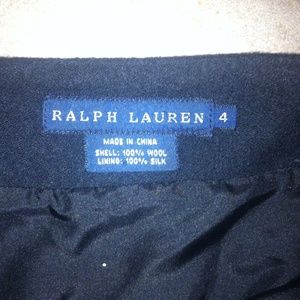 RALPH LAUREN 4
MADE IN CHINA
SHELL: 100% WOOL
LINING: 100% SILK